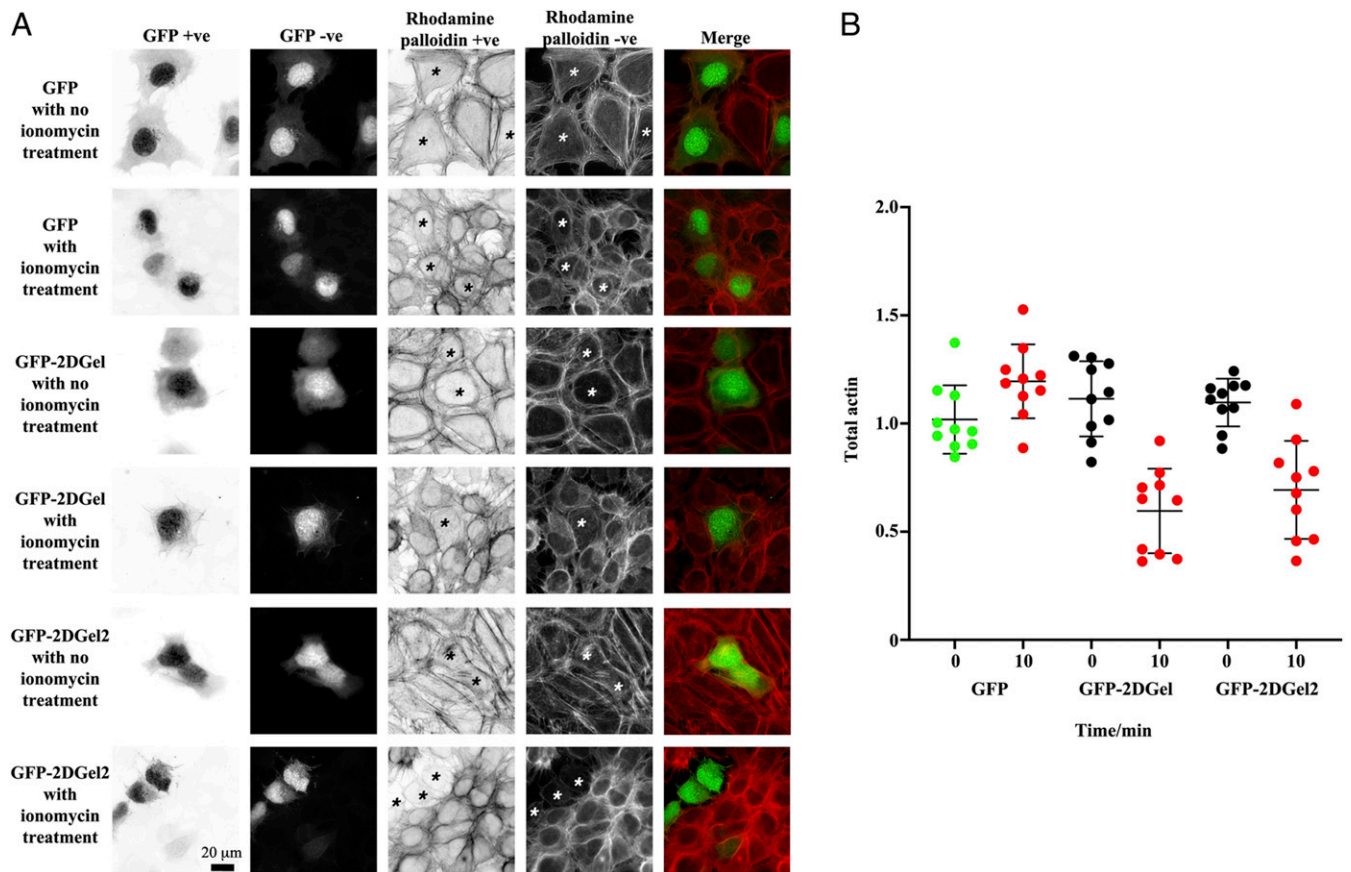 A
GFP +ve
GFP -ve
Rhodamine
palloidin +ve
Rhodamine
palloidin -ve
Merge
GFP
with no
ionomycin
treatment
GFP
with
ionomycin
treatment
GFP-2DGel
with no
ionomycin
treatment
GFP-2DGel
with
ionomycin
treatment
GFP-2DGel2
with no
ionomycin
treatment
GFP-2DGel2
with
ionomycin
treatment
20 μm
B
2.0
1.5
1.0
0.5
0
Total actin
0 10 0 10 0 10
GFP GFP-2DGel GFP-2DGel2
Time/min